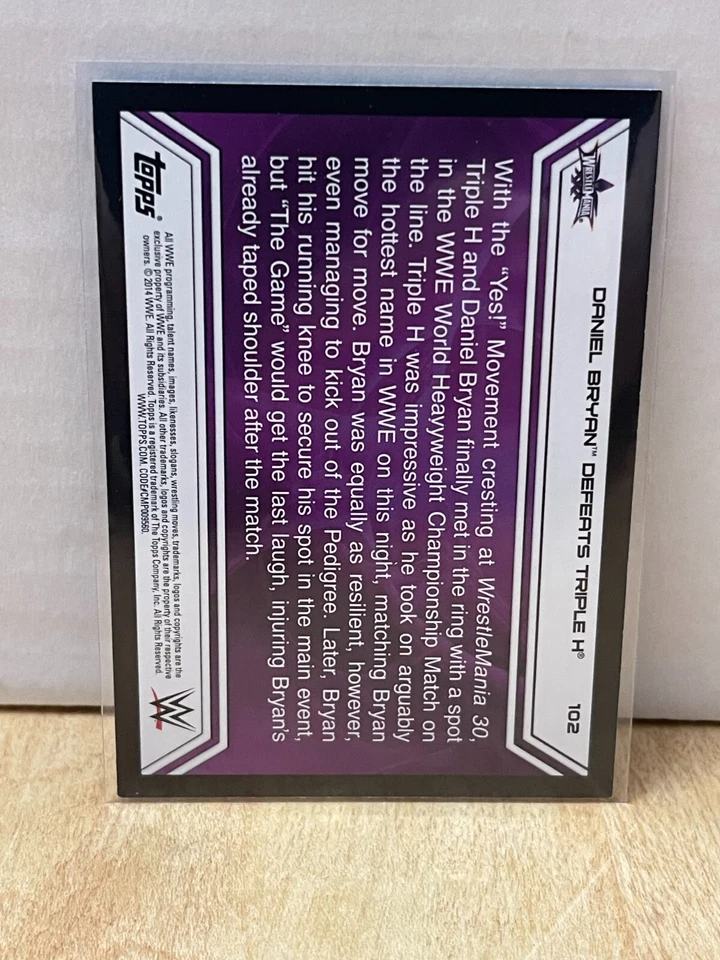 WRESTLEMANIA
DANIEL BRYAN™ DEFEATS TRIPLE H®
102
With the "Yes!" Movement cresting at WrestleMania 30,
Triple H and Daniel Bryan finally met in the ring with a spot
in the WWE World Heavyweight Championship Match on
the line. Triple H was impressive as he took on arguably
the hottest name in WWE on this night, matching Bryan
move for move. Bryan was equally as resilient, however,
even managing to kick out of the Pedigree. Later, Bryan
hit his running knee to secure his spot in the main event,
but "The Game" would get the last laugh, injuring Bryan's
already taped shoulder after the match.
topps®
All WWE programming, talent names, images, likenesses, slogans, wrestling moves, trademarks, logos and copyrights are the
exclusive property of WWE and its subsidiaries. All other trademarks, logos and copyrights are the property of their respective
owners. © 2014 WWE. All Rights Reserved. Topps is a registered trademark of The Topps Company, Inc. All Rights Reserved.
WWW.TOPPS.COM. CODE#CMP009560.
W